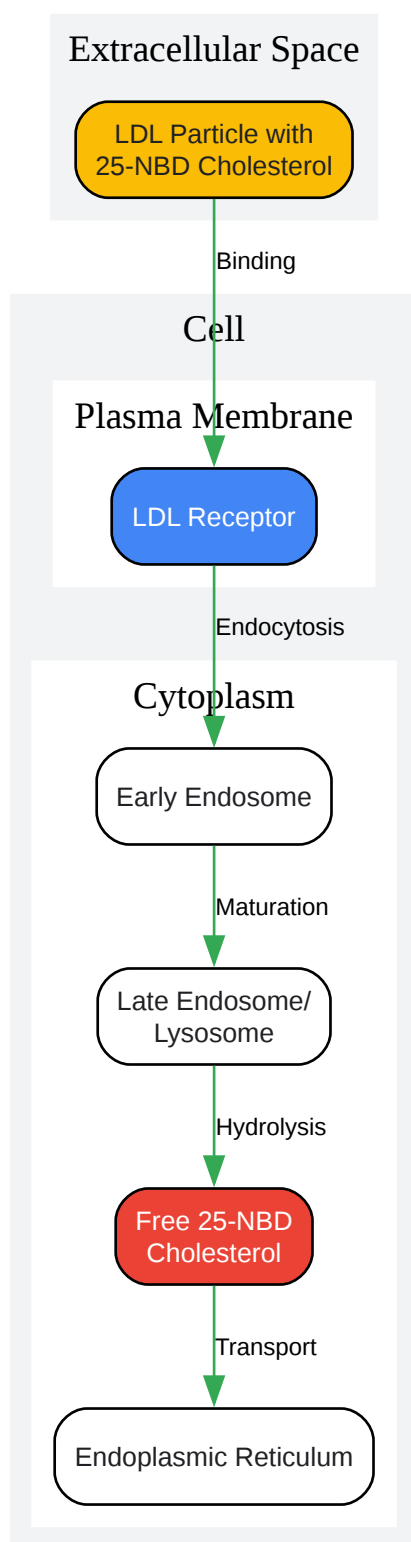 Extracellular Space
LDL Particle with
25-NBD Cholesterol
Binding
Cell
Plasma Membrane
LDL Receptor
Endocytosis
Cytoplasm
Early Endosome
Maturation
Late Endosome/
Lysosome
Hydrolysis
Free 25-NBD
Cholesterol
Transport
Endoplasmic Reticulum